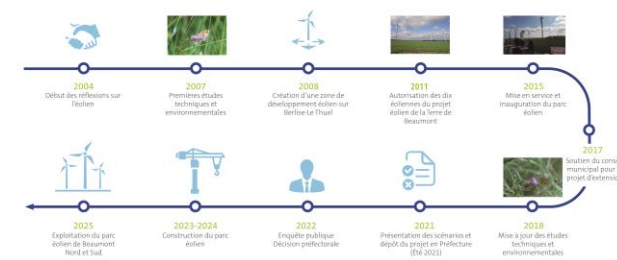 2004
Début des réflexions sur
l'éolien
2007
Premières études
techniques et
environnementales
2008
Création d'une zone de
développement éolien sur
Berlise Le Thuel
2011
Autorisation des dix
éoliennes du projet
éolien de la Terre de
Beaumont
2015
Mise en service et
inauguration du parc
éolien
2017
Soutien du conse
municipal pour
projet d'extensio
2018
Mise à jour des études
techniques et
environnementales
2021
Présentation des scénarios et
dépôt du projet en Préfecture
(Été 2021)
2022
Enquête publique
Décision préfectorale
2023-2024
Construction du parc
éolien
2025
Exploitation du parc
éolien de Beaumont
Nord et Sud